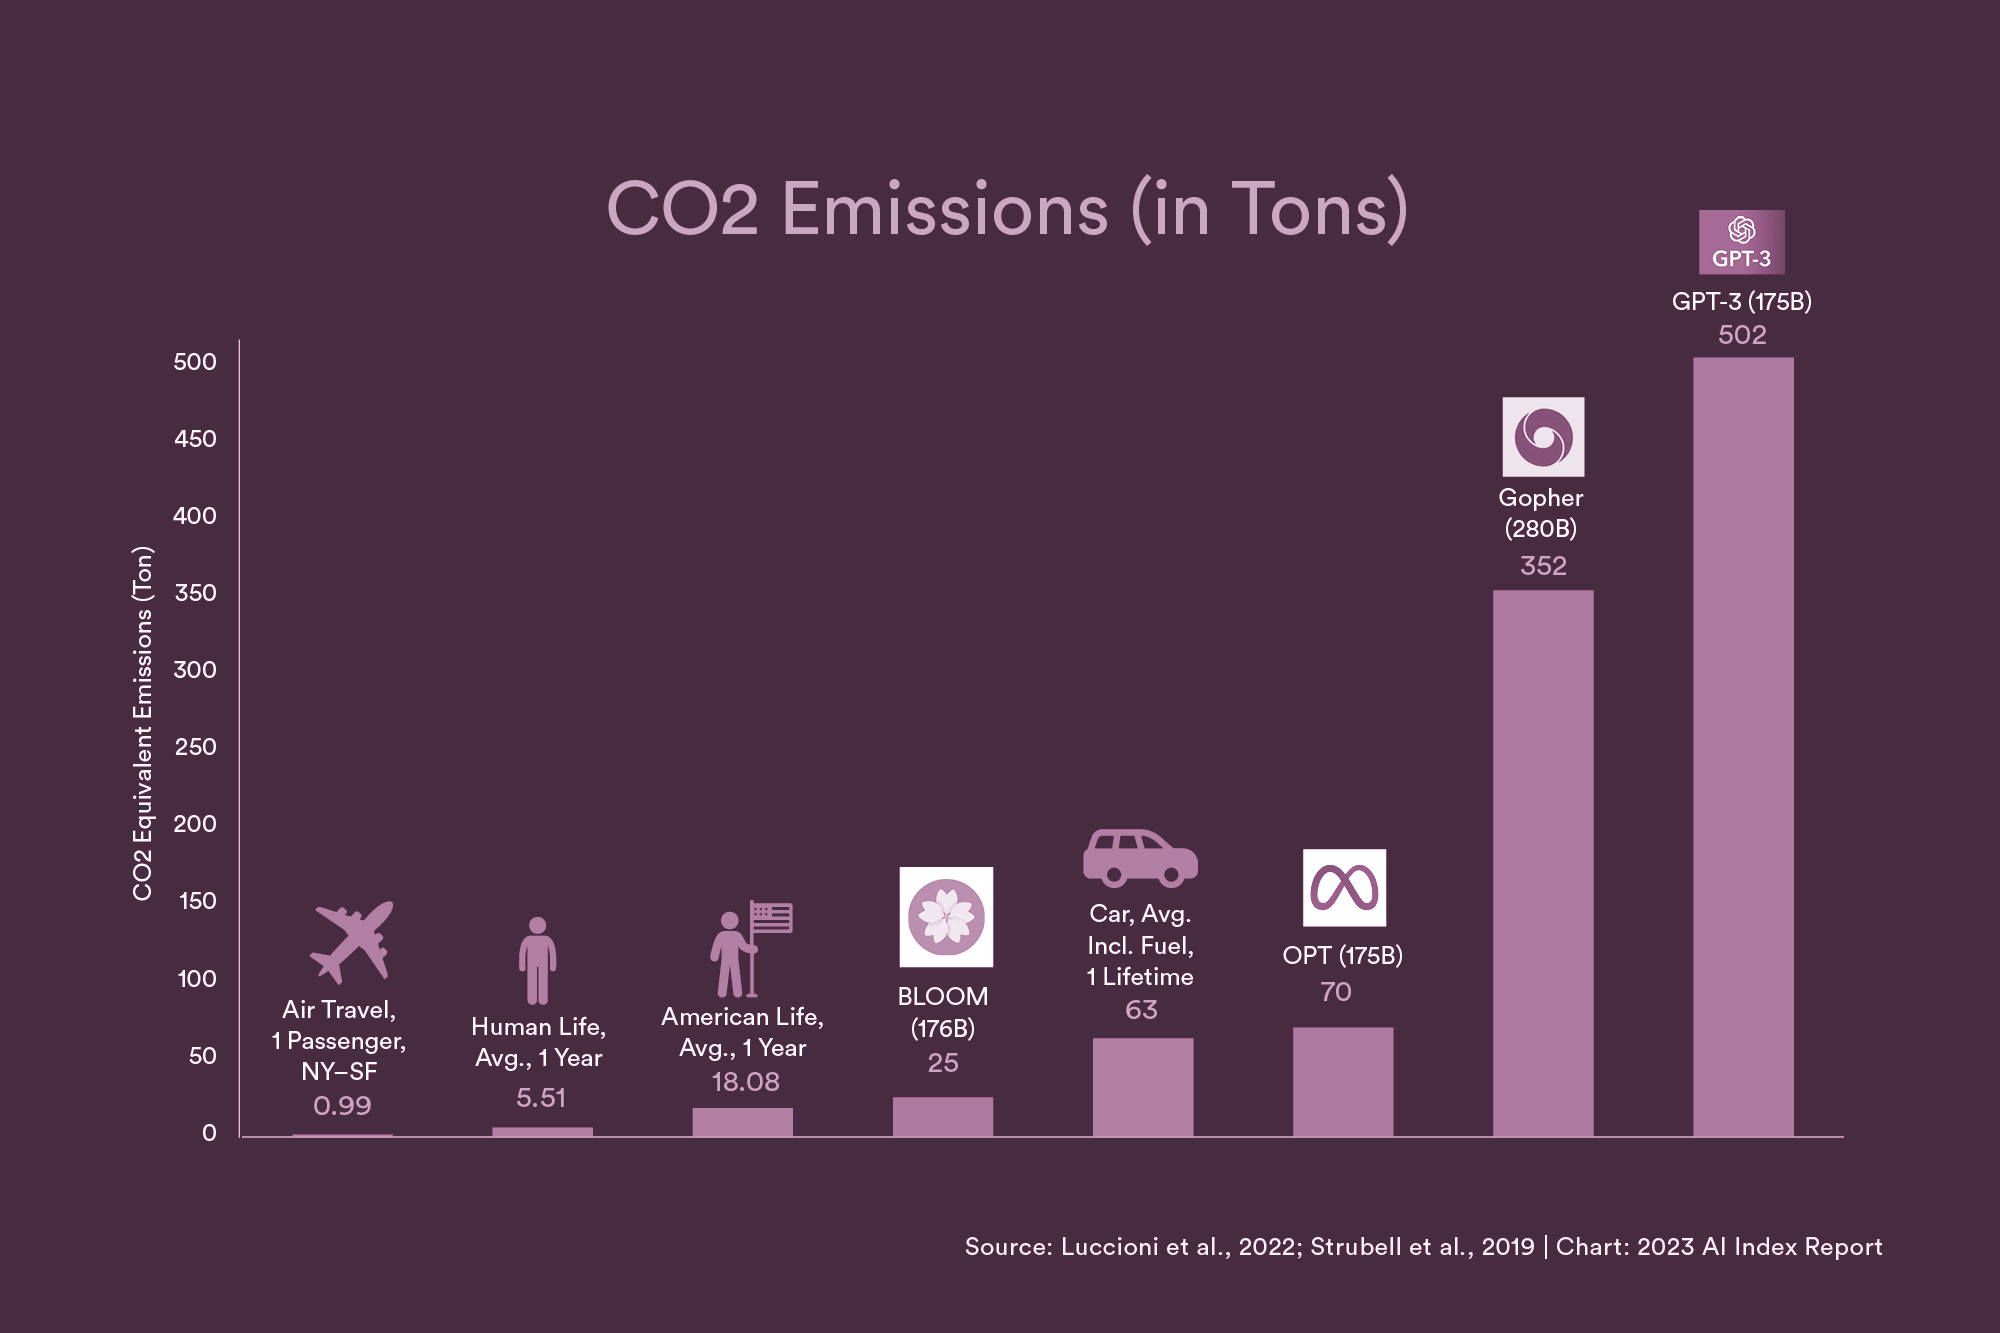 CO2 Emissions (in Tons)
CO2 Equivalent Emissions (Ton)
500
450
400
350
300
250
200
150
100
50
0
Air Travel,
1 Passenger,
NY–SF
0.99
Human Life,
Avg., 1 Year
5.51
American Life,
Avg., 1 Year
18.08
BLOOM
(176B)
25
Car, Avg.
Incl. Fuel,
1 Lifetime
63
OPT (175B)
70
Gopher
(280B)
352
GPT-3
GPT-3 (175B)
502
Source: Luccioni et al., 2022; Strubell et al., 2019 | Chart: 2023 AI Index Report